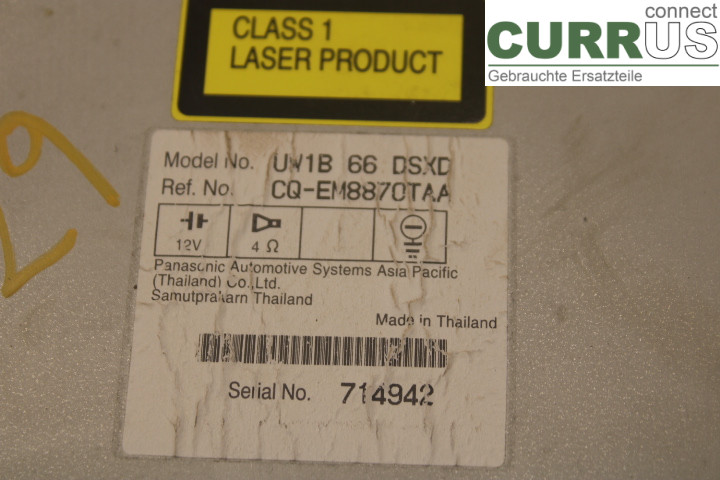 connect
CURRUS
Gebrauchte Ersatzteile
CLASS 1
LASER PRODUCT
29
Model No. UW1B 66 DSXD
Ref. No. CQ-EM8870TAA
12V 4 Ω
Panasonic Automotive Systems Asia Pacific
(Thailand) Co.,Ltd.
Samutprakarn Thailand
Made in Thailand
Serial No. 714942